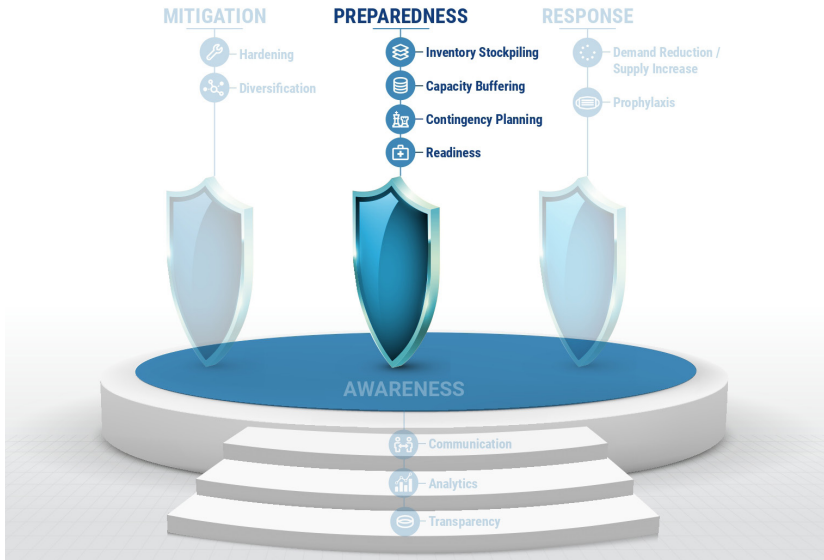 MITIGATION
Hardening
Diversification
PREPAREDNESS
Inventory Stockpiling
Capacity Buffering
Contingency Planning
Readiness
RESPONSE
Demand Reduction /
Supply Increase
Prophylaxis
AWARENESS
Communication
Analytics
Transparency